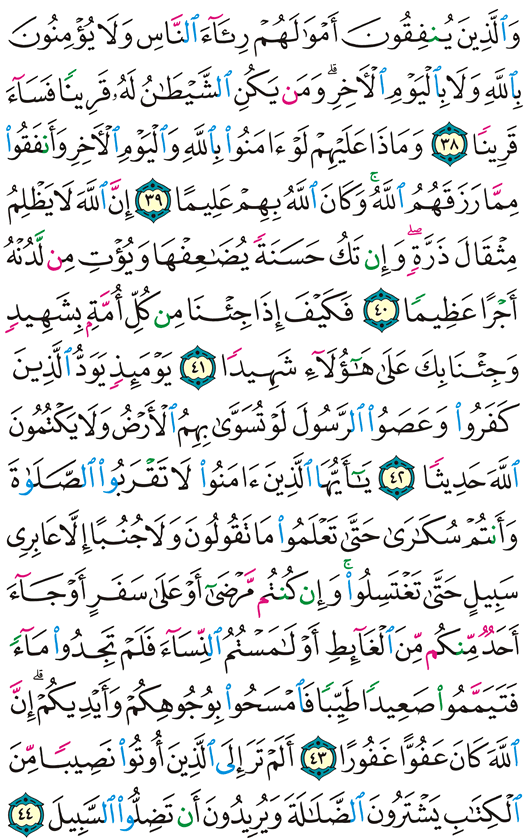 وَٱلَّذِينَ يُنفِقُونَ أَمْوَٰلَهُمْ رِئَآءَ ٱلنَّاسِ وَلَا يُؤْمِنُونَ
بِٱللَّهِ وَلَا بِٱلْيَوْمِ ٱلْأَخِرِ ۗ وَمَن يَكُنِ ٱلشَّيْطَٰنُ لَهُۥ قَرِينًا فَسَآءَ
قَرِينًا ٣٨ وَمَاذَا عَلَيْهِمْ لَوْ ءَامَنُوا۟ بِٱللَّهِ وَٱلْيَوْمِ ٱلْأَخِرِ وَأَنفَقُوا۟
مِمَّا رَزَقَهُمُ ٱللَّهُ ۚ وَكَانَ ٱللَّهُ بِهِمْ عَلِيمًا ٣٩ إِنَّ ٱللَّهَ لَا يَظْلِمُ
مِثْقَالَ ذَرَّةٍ ۖ وَإِن تَكُ حَسَنَةً يُضَٰعِفْهَا وَيُؤْتِ مِن لَّدُنْهُ
أَجْرًا عَظِيمًا ٤٠ فَكَيْفَ إِذَا جِئْنَا مِن كُلِّ أُمَّةٍۭ بِشَهِيدٍ
وَجِئْنَا بِكَ عَلَىٰ هَٰٓؤُلَآءِ شَهِيدًا ٤١ يَوْمَئِذٍ يَوَدُّ ٱلَّذِينَ
كَفَرُوا۟ وَعَصَوُا۟ ٱلرَّسُولَ لَوْ تُسَوَّىٰ بِهِمُ ٱلْأَرْضُ وَلَا يَكْتُمُونَ
ٱللَّهَ حَدِيثًا ٤٢ يَٰٓأَيُّهَا ٱلَّذِينَ ءَامَنُوا۟ لَا تَقْرَبُوا۟ ٱلصَّلَوٰةَ
وَأَنتُمْ سُكَٰرَىٰ حَتَّىٰ تَعْلَمُوا۟ مَا تَقُولُونَ وَلَا جُنُبًا إِلَّا عَابِرِى
سَبِيلٍ حَتَّىٰ تَغْتَسِلُوا۟ ۚ وَإِن كُنتُم مَّرْضَىٰٓ أَوْ عَلَىٰ سَفَرٍ أَوْ جَآءَ
أَحَدٌ مِّنكُم مِّنَ ٱلْغَآئِطِ أَوْ لَٰمَسْتُمُ ٱلنِّسَآءَ فَلَمْ تَجِدُوا۟ مَآءً
فَتَيَمَّمُوا۟ صَعِيدًا طَيِّبًا فَٱمْسَحُوا۟ بِوُجُوهِكُمْ وَأَيْدِيكُمْ ۗ إِنَّ
ٱللَّهَ كَانَ عَفُوًّا غَفُورًا ٤٣ أَلَمْ تَرَ إِلَى ٱلَّذِينَ أُوتُوا۟ نَصِيبًا مِّنَ
ٱلْكِتَٰبِ يَشْتَرُونَ ٱلضَّلَٰلَةَ وَيُرِيدُونَ أَن تَضِلُّوا۟ ٱلسَّبِيلَ ٤٤